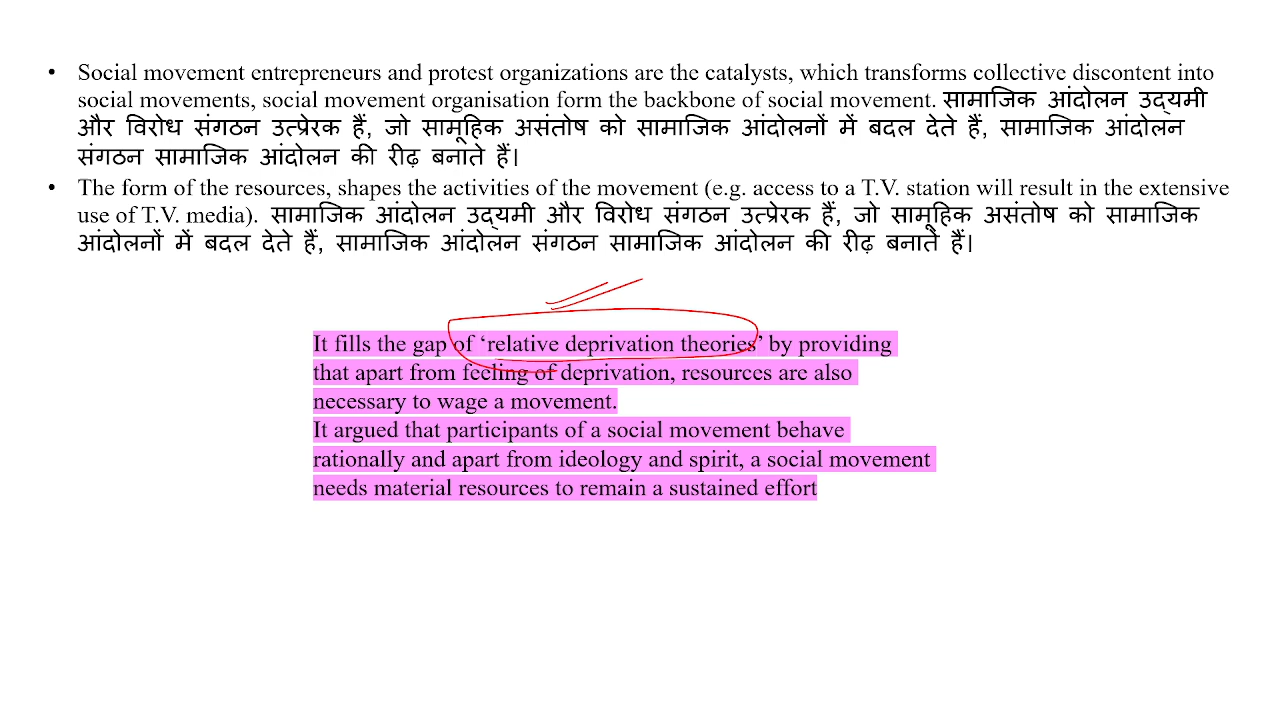 • Social movement entrepreneurs and protest organizations are the catalysts, which transforms collective discontent into
social movements, social movement organisation form the backbone of social movement. सामाजिक आंदोलन उद्यमी
और विरोध संगठन उत्प्रेरक हैं, जो सामूहिक असंतोष को सामाजिक आंदोलनों में बदल देते हैं, सामाजिक आंदोलन
संगठन सामाजिक आंदोलन की रीढ़ बनाते हैं।
• The form of the resources, shapes the activities of the movement (e.g. access to a T.V. station will result in the extensive
use of T.V. media). सामाजिक आंदोलन उद्यमी और विरोध संगठन उत्प्रेरक हैं, जो सामूहिक असंतोष को सामाजिक
आंदोलनों में बदल देते हैं, सामाजिक आंदोलन संगठन सामाजिक आंदोलन की रीढ़ बनाते हैं।
It fills the gap of ‘relative deprivation theories’ by providing
that apart from feeling of deprivation, resources are also
necessary to wage a movement.
It argued that participants of a social movement behave
rationally and apart from ideology and spirit, a social movement
needs material resources to remain a sustained effort